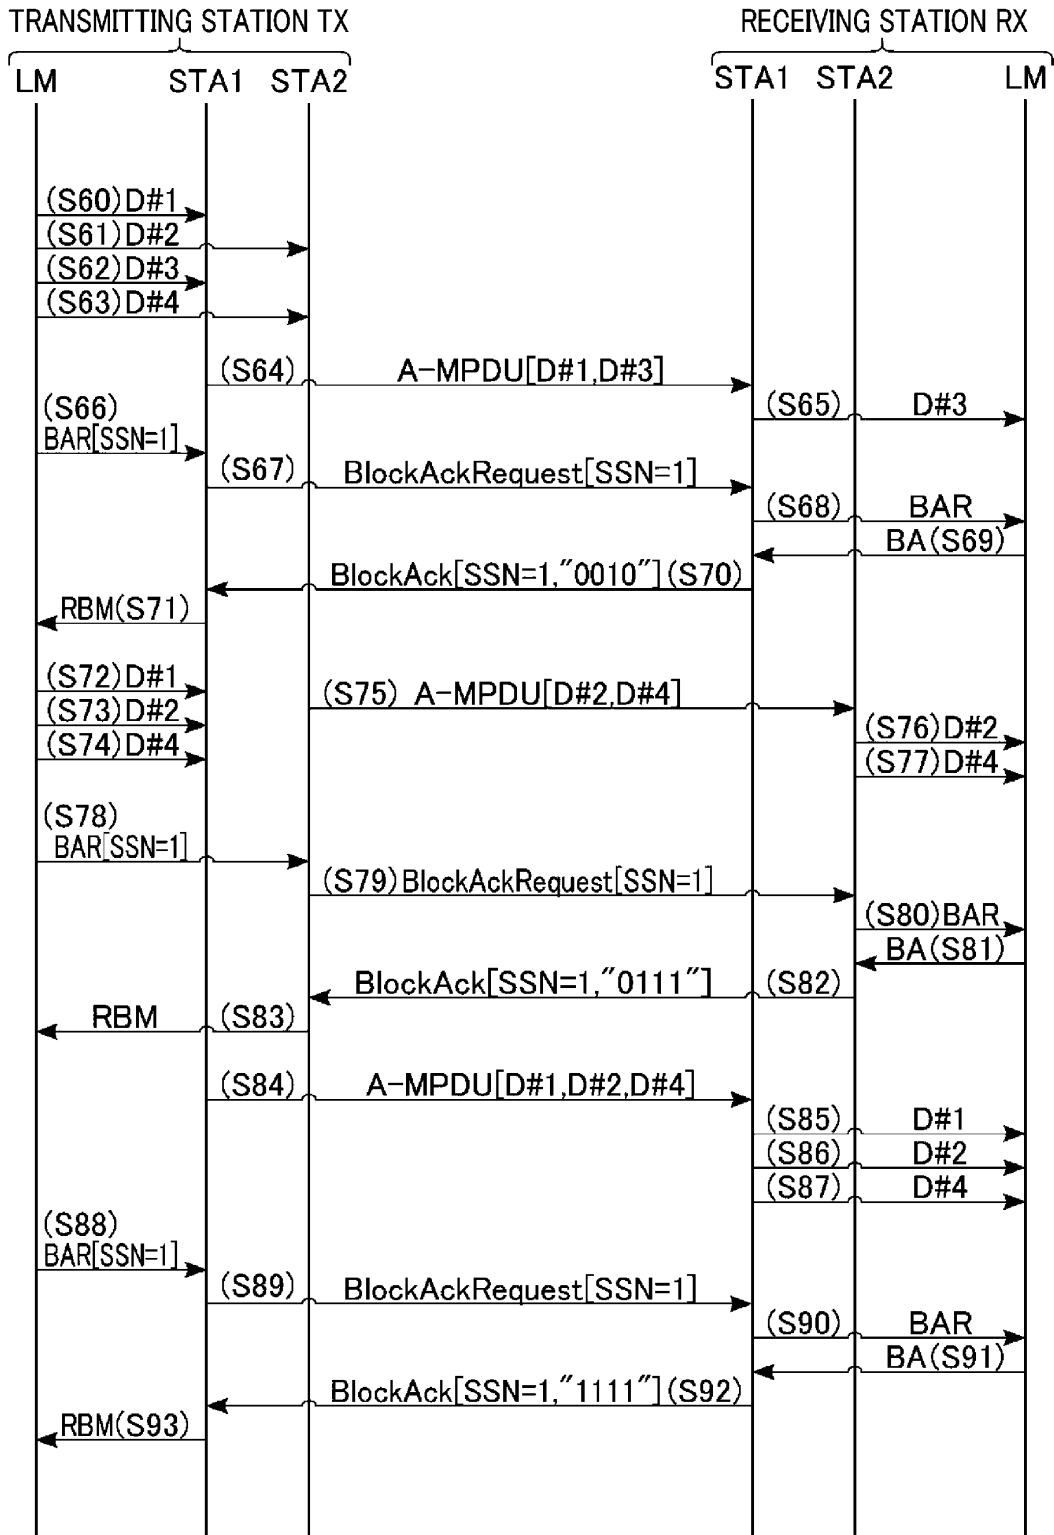 TRANSMITTING STATION TX
RECEIVING STATION RX
LM STA1 STA2
STA1 STA2 LM
(S60)D#1
(S61)D#2
(S62)D#3
(S63)D#4
(S64) A-MPDU[D#1,D#3]
(S65) D#3
(S66)
BAR[SSN=1]
(S67) BlockAckRequest[SSN=1]
(S68) BAR
BA(S69)
BlockAck[SSN=1,"0010"](S70)
RBM(S71)
(S72)D#1
(S75) A-MPDU[D#2,D#4]
(S73)D#2
(S76)D#2
(S74)D#4
(S77)D#4
(S78)
BAR[SSN=1]
(S79)BlockAckRequest[SSN=1]
(S80)BAR
BA(S81)
BlockAck[SSN=1,"0111"] (S82)
RBM (S83)
(S84) A-MPDU[D#1,D#2,D#4]
(S85) D#1
(S86) D#2
(S87) D#4
(S88)
BAR[SSN=1]
(S89) BlockAckRequest[SSN=1]
(S90) BAR
BA(S91)
BlockAck[SSN=1,"1111"](S92)
RBM(S93)